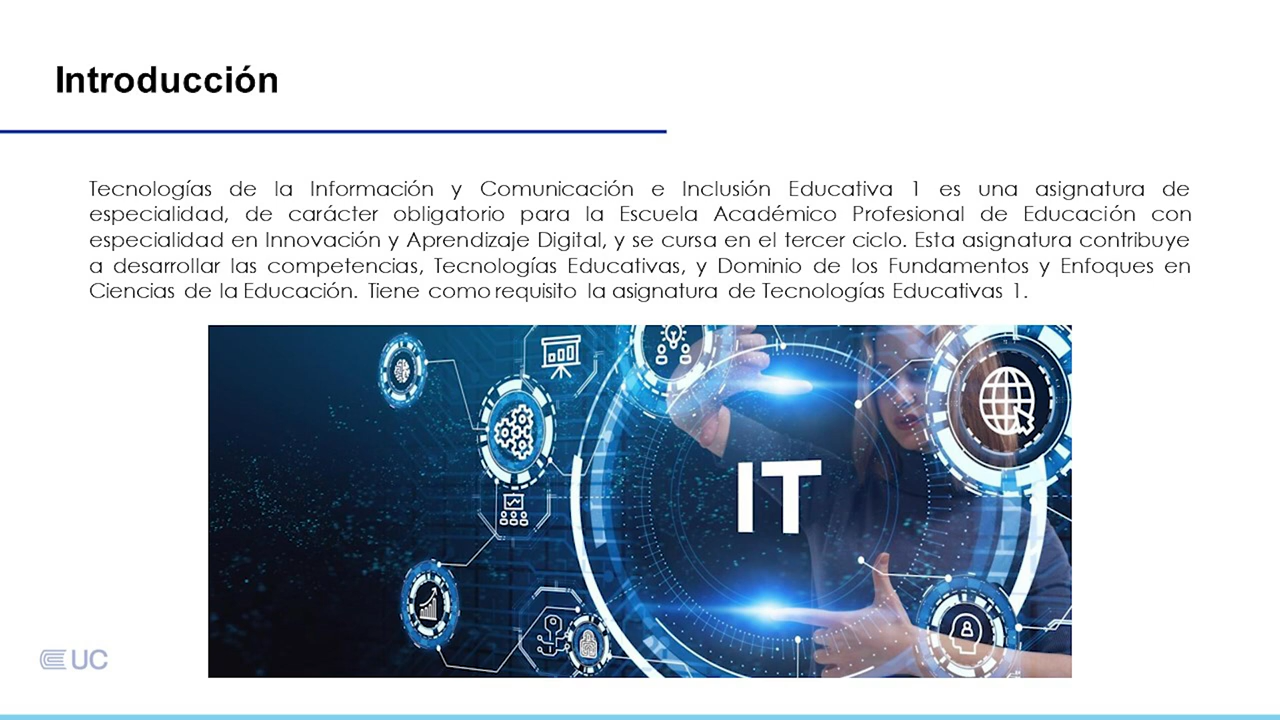 Introducción
Tecnologías de la Información y Comunicación e Inclusión Educativa 1 es una asignatura de
especialidad, de carácter obligatorio para la Escuela Académico Profesional de Educación con
especialidad en Innovación y Aprendizaje Digital, y se cursa en el tercer ciclo. Esta asignatura contribuye
a desarrollar las competencias, Tecnologías Educativas, y Dominio de los Fundamentos y Enfoques en
Ciencias de la Educación. Tiene como requisito la asignatura de Tecnologías Educativas 1.
IT
UC